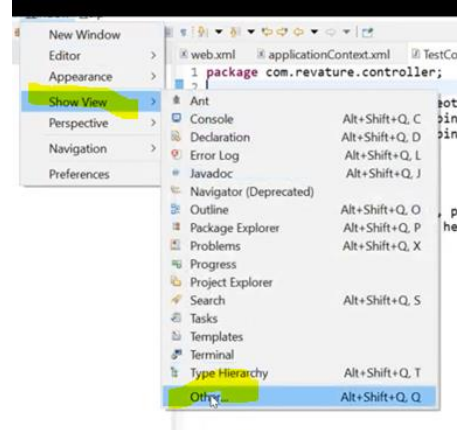 New Window
Editor
Appearance
Show View
Perspective
Navigation
Preferences
web.xml applicationContext.xml TestCo
1 package com.revature.controller;
2
Ant
Console Alt+Shift+Q, C
Declaration Alt+Shift+Q, D
Error Log Alt+Shift+Q, L
Javadoc Alt+Shift+Q, J
Navigator (Deprecated)
Outline Alt+Shift+Q, O
Package Explorer Alt+Shift+Q, P
Problems Alt+Shift+Q, X
Progress
Project Explorer
Search Alt+Shift+Q, S
Tasks
Templates
Terminal
Type Hierarchy Alt+Shift+Q, T
Other... Alt+Shift+Q, Q